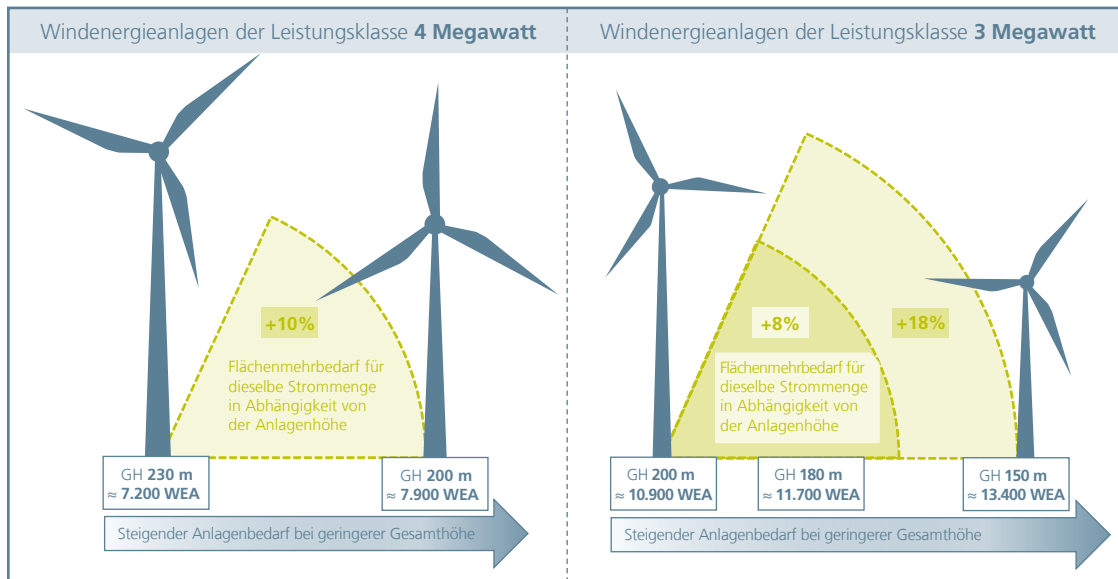 Windenergieanlagen der Leistungsklasse 4 Megawatt
+10%
Flächenmehrbedarf für
dieselbe Strommenge
in Abhängigkeit von
der Anlagenhöhe
GH 230 m
≈ 7.200 WEA
GH 200 m
≈ 7.900 WEA
Steigender Anlagenbedarf bei geringerer Gesamthöhe
Windenergieanlagen der Leistungsklasse 3 Megawatt
+8%
+18%
Flächenmehrbedarf für
dieselbe Strommenge
in Abhängigkeit von
der Anlagenhöhe
GH 200 m
≈ 10.900 WEA
GH 180 m
≈ 11.700 WEA
GH 150 m
≈ 13.400 WEA
Steigender Anlagenbedarf bei geringerer Gesamthöhe